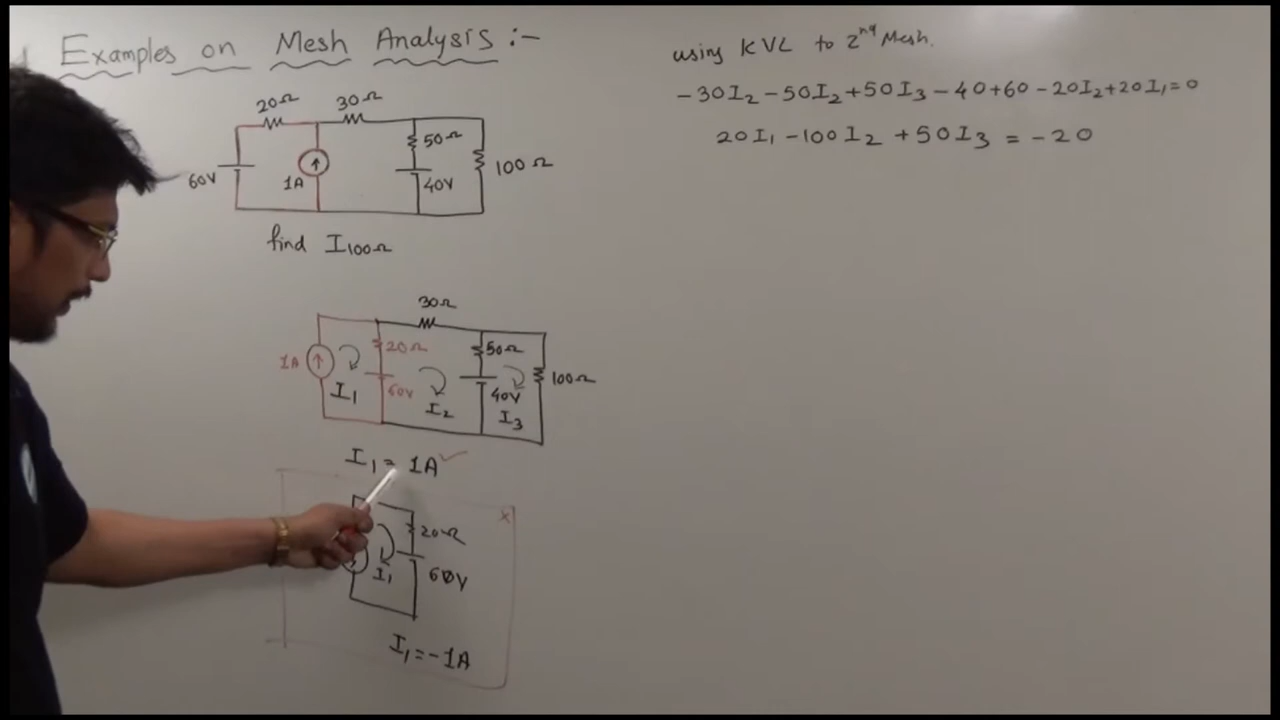 Examples on Mesh Analysis :-
20Ω 30Ω
50Ω
60V 1A 40V 100Ω
find I100Ω
30Ω
1A 20Ω 50Ω
60V 40V 100Ω
I1 I2 I3
I1 = 1A ✓
x
20Ω
I1 60V
I1 = -1A
using KVL to 2nd Mesh.
-30I2 - 50I2 + 50I3 - 40 + 60 - 20I2 + 20I1 = 0
20I1 - 100I2 + 50I3 = -20